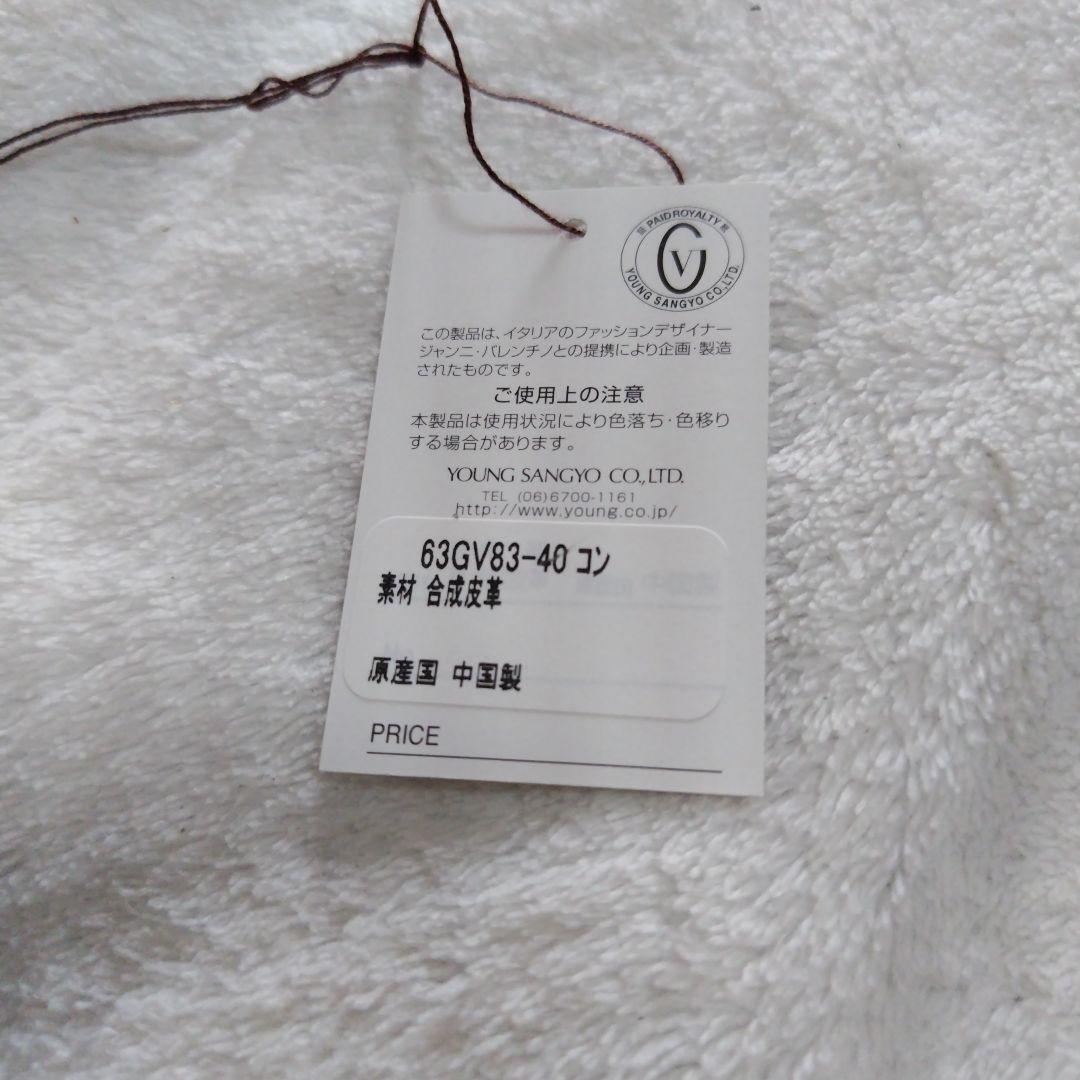 PAID ROYALTY
GV
YOUNG SANGYO CO.,LTD.
この製品は、イタリアのファッションデザイナー
ジャンニ・バレンチノとの提携により企画・製造
されたものです。
ご使用上の注意
本製品は使用状況により色落ち・色移り
する場合があります。
YOUNG SANGYO CO.,LTD.
TEL (06)6700-1161
http://www.young.co.jp/
63GV83-40 コン
素材 合成皮革
原産国 中国製
PRICE